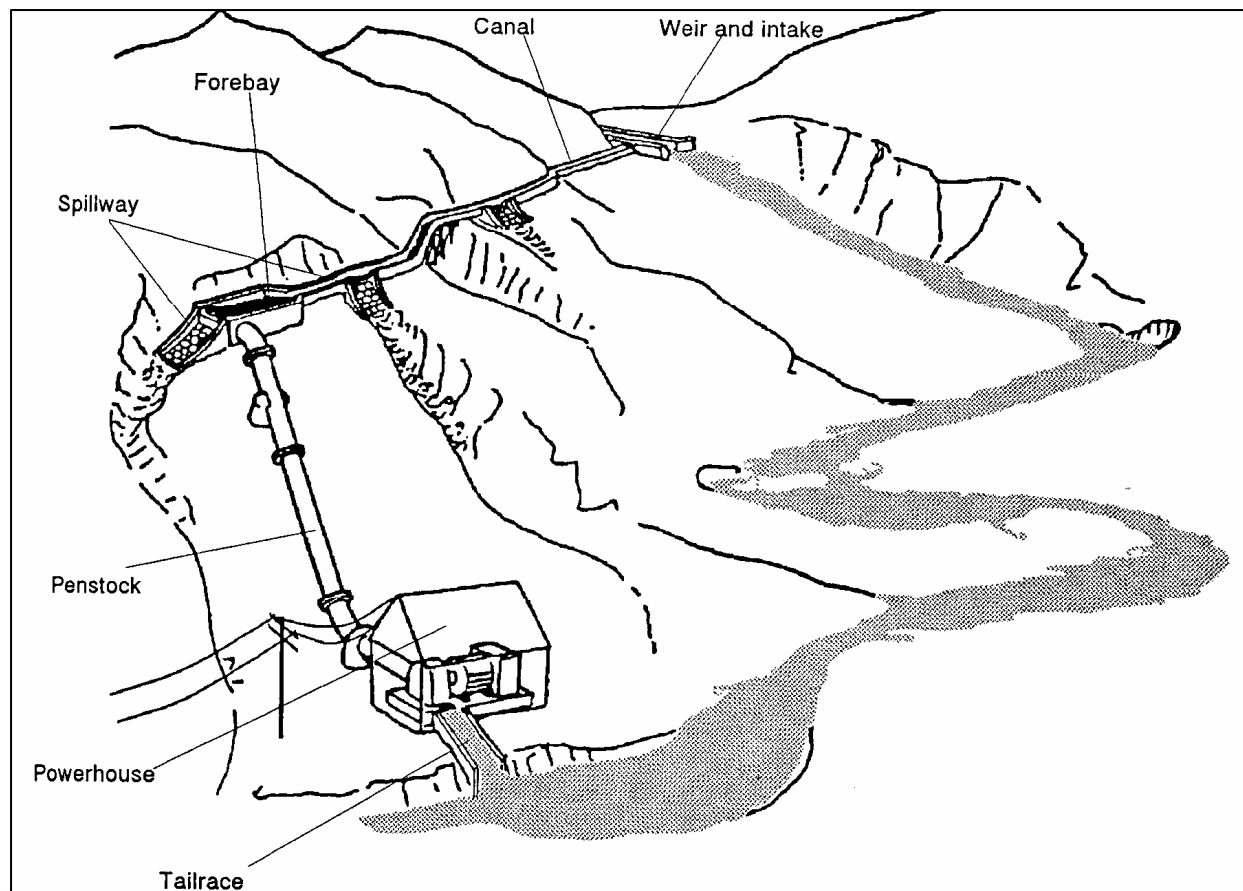 Canal
Weir and intake
Forebay
Spillway
Penstock
Powerhouse
Tailrace